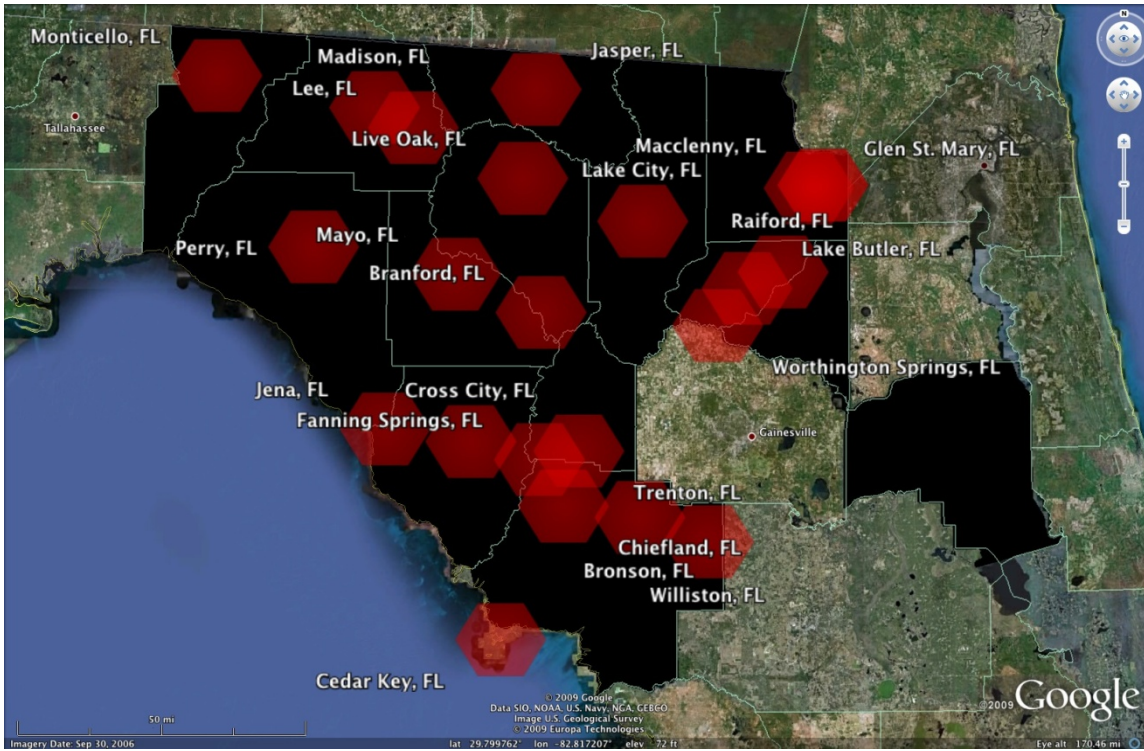 N
Monticello, FL
Madison, FL
Jasper, FL
Lee, FL
Tallahassee
Live Oak, FL
Macclenny, FL
Glen St. Mary, FL
Lake City, FL
Raiford, FL
Perry, FL
Mayo, FL
Lake Butler, FL
Branford, FL
Worthington Springs, FL
Jena, FL
Cross City, FL
Fanning Springs, FL
Gainesville
Trenton, FL
Chiefland, FL
Bronson, FL
Williston, FL
Cedar Key, FL
© 2009 Google
Data SIO, NOAA, U.S. Navy, NGA, GEBCO
Image U.S. Geological Survey
© 2009 Europa Technologies
©2009 Google
50 mi
Imagery Date: Sep 30, 2006
lat 29.799762° lon -82.817207° elev 72 ft
Eye alt 170.46 mi